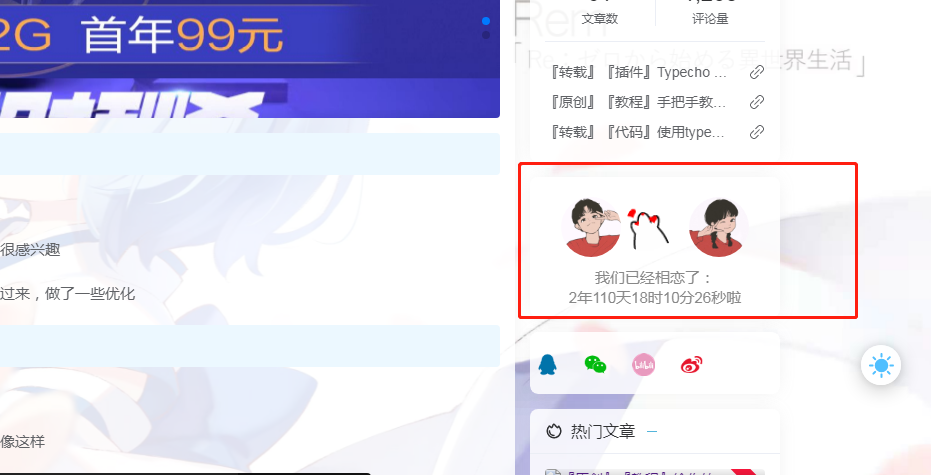 2G 首年99元
很感兴趣
过来，做了一些优化
像这样
Rem
「Re：ゼロから始める異世界生活」
文章数
评论量
『转载』『插件』Typecho ...
『原创』『教程』手把手教...
『转载』『代码』使用type...
我们已经相恋了：
2年110天18时10分26秒啦
bilibili
热门文章